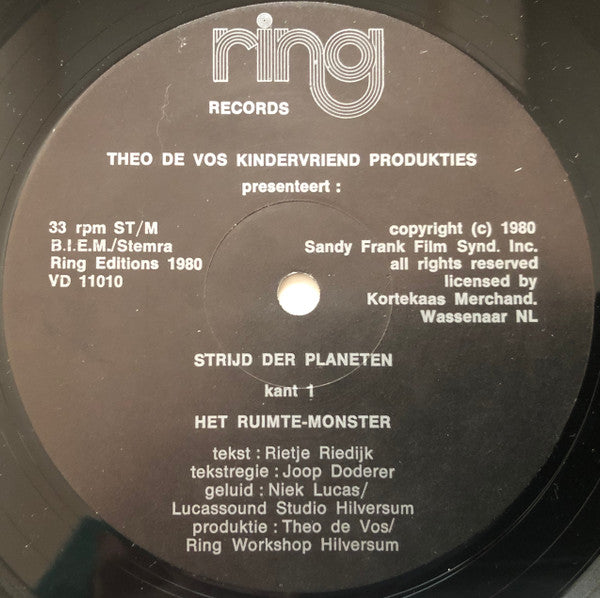 ring
RECORDS
THEO DE VOS KINDERVRIEND PRODUKTIES
presenteert :
33 rpm ST/M
B.I.E.M./Stemra
Ring Editions 1980
VD 11010
copyright (c) 1980
Sandy Frank Film Synd. Inc.
all rights reserved
licensed by
Kortekaas Merchand.
Wassenaar NL
STRIJD DER PLANETEN
kant 1
HET RUIMTE-MONSTER
tekst : Rietje Riedijk
tekstregie : Joop Doderer
geluid : Niek Lucas/
Lucassound Studio Hilversum
produktie : Theo de Vos/
Ring Workshop Hilversum